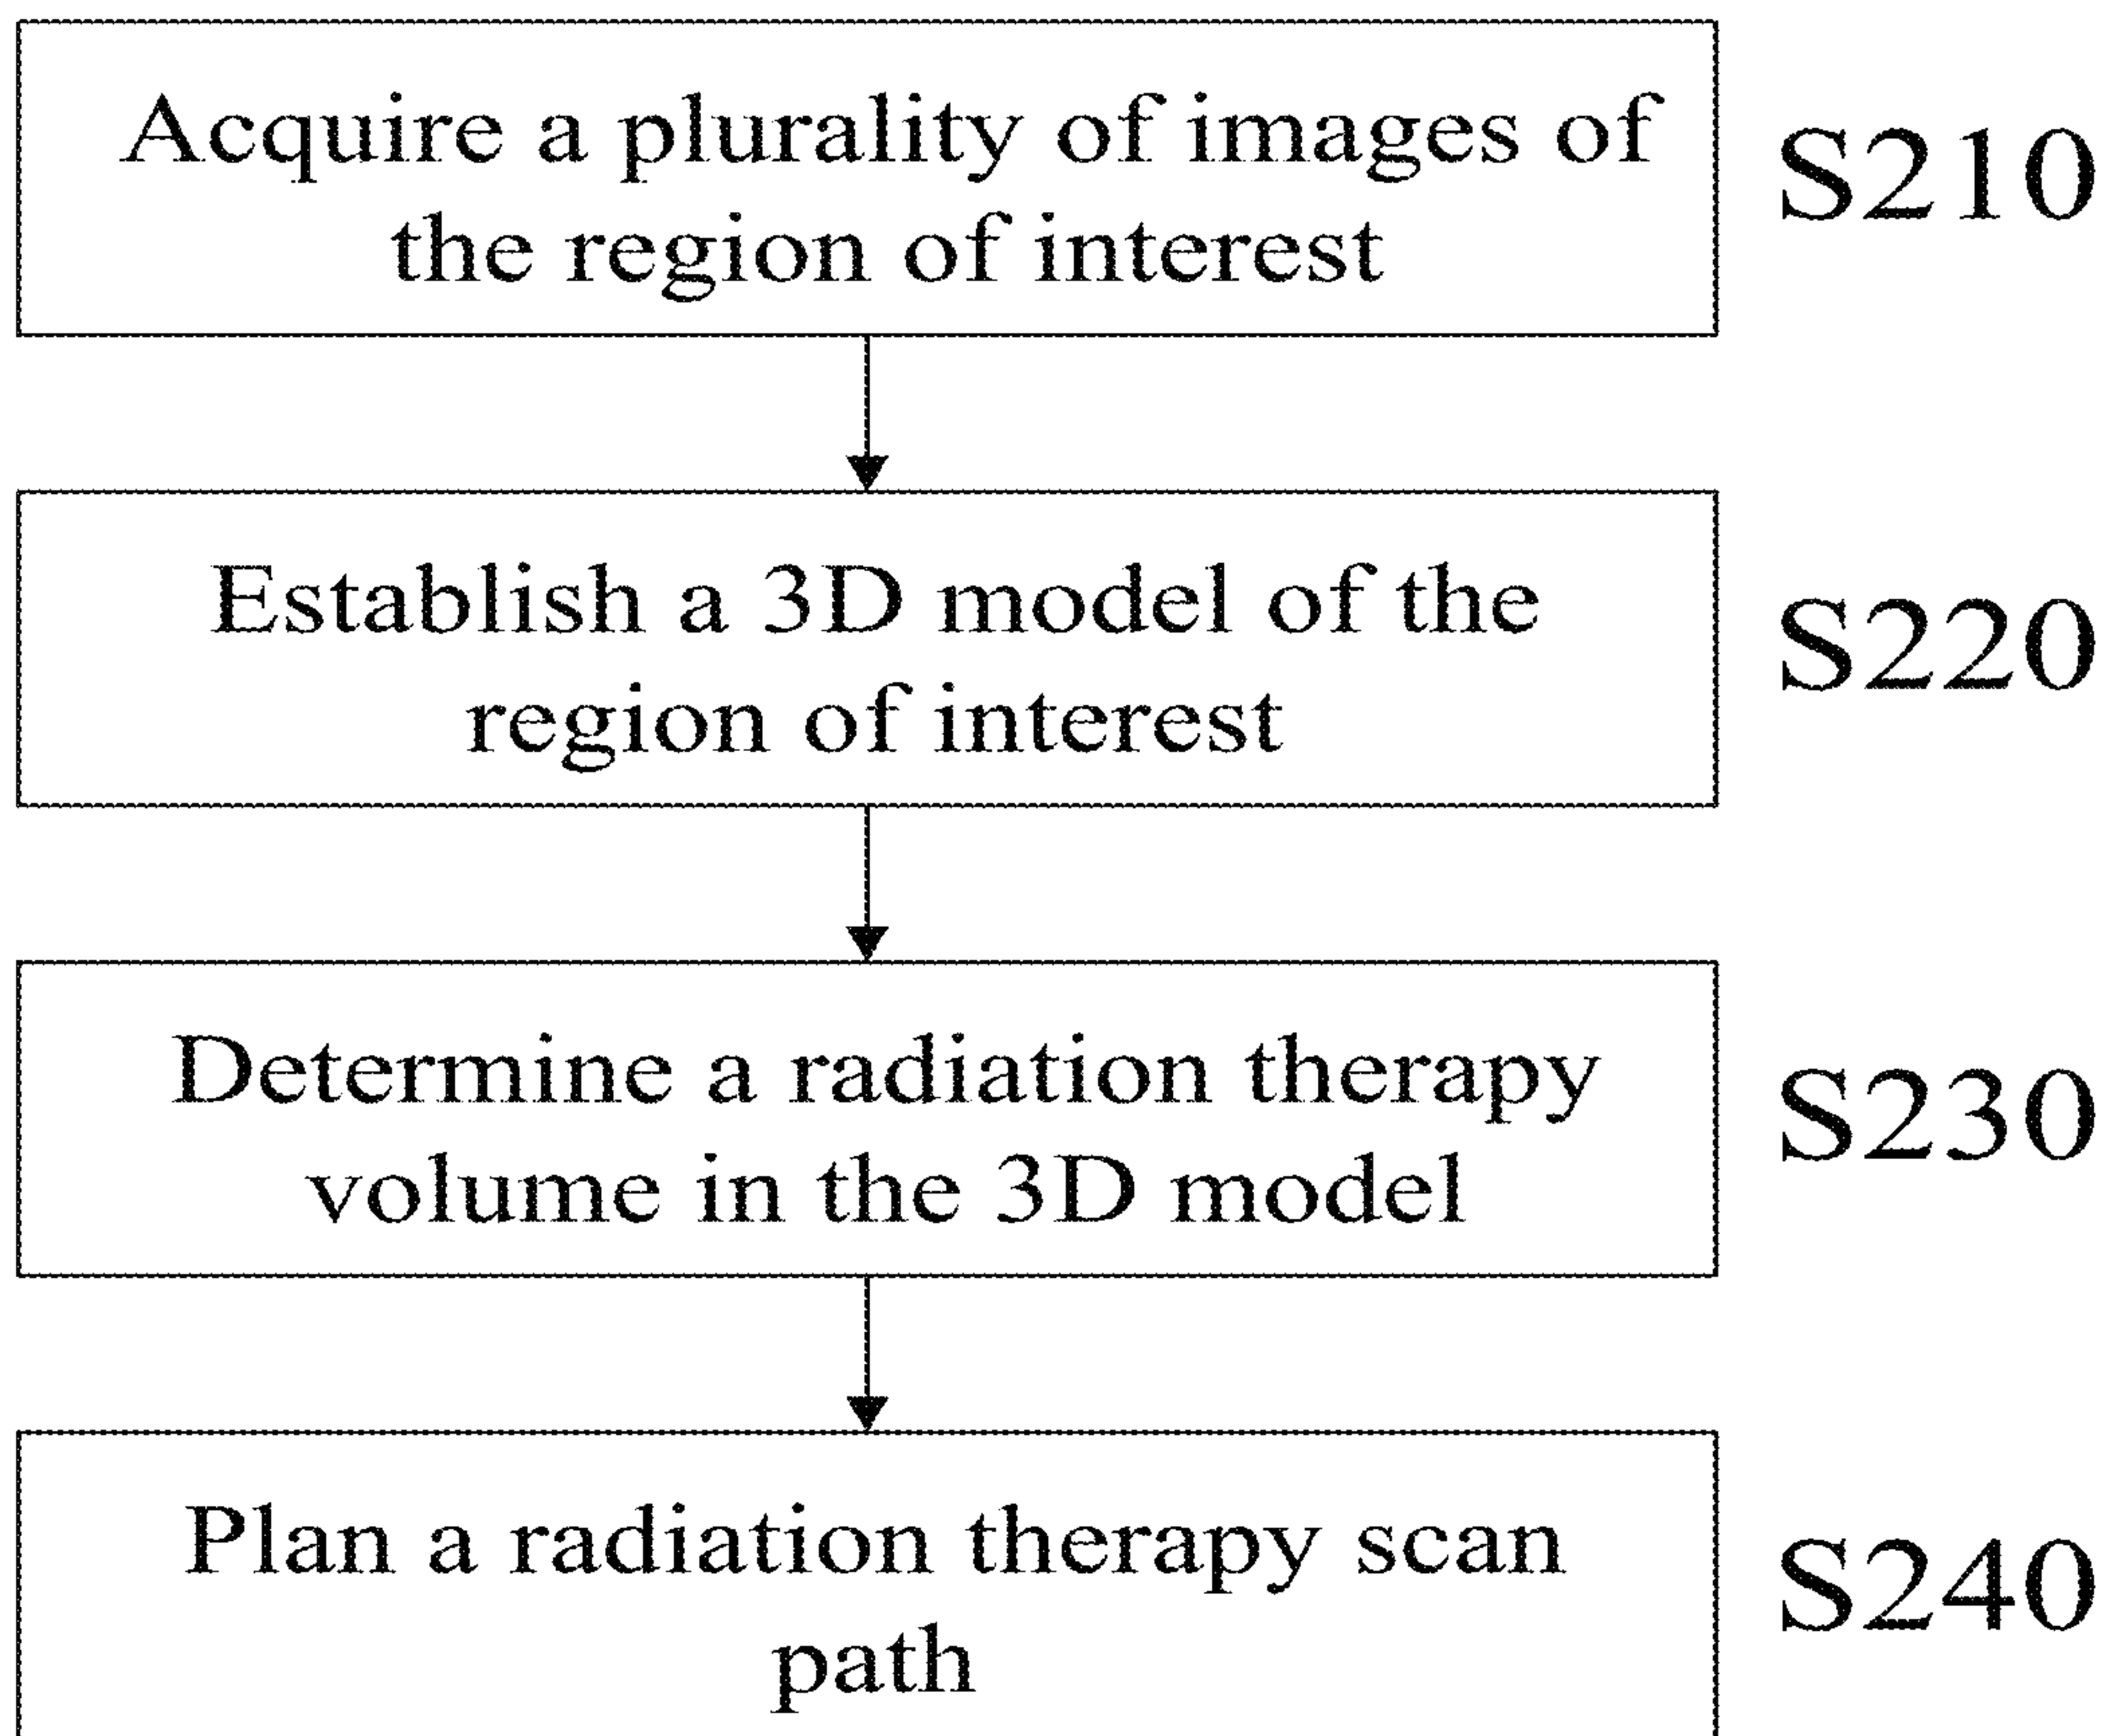 Acquire a plurality of images of
the region of interest
S210
Establish a 3D model of the
region of interest
S220
Determine a radiation therapy
volume in the 3D model
S230
Plan a radiation therapy scan
path
S240